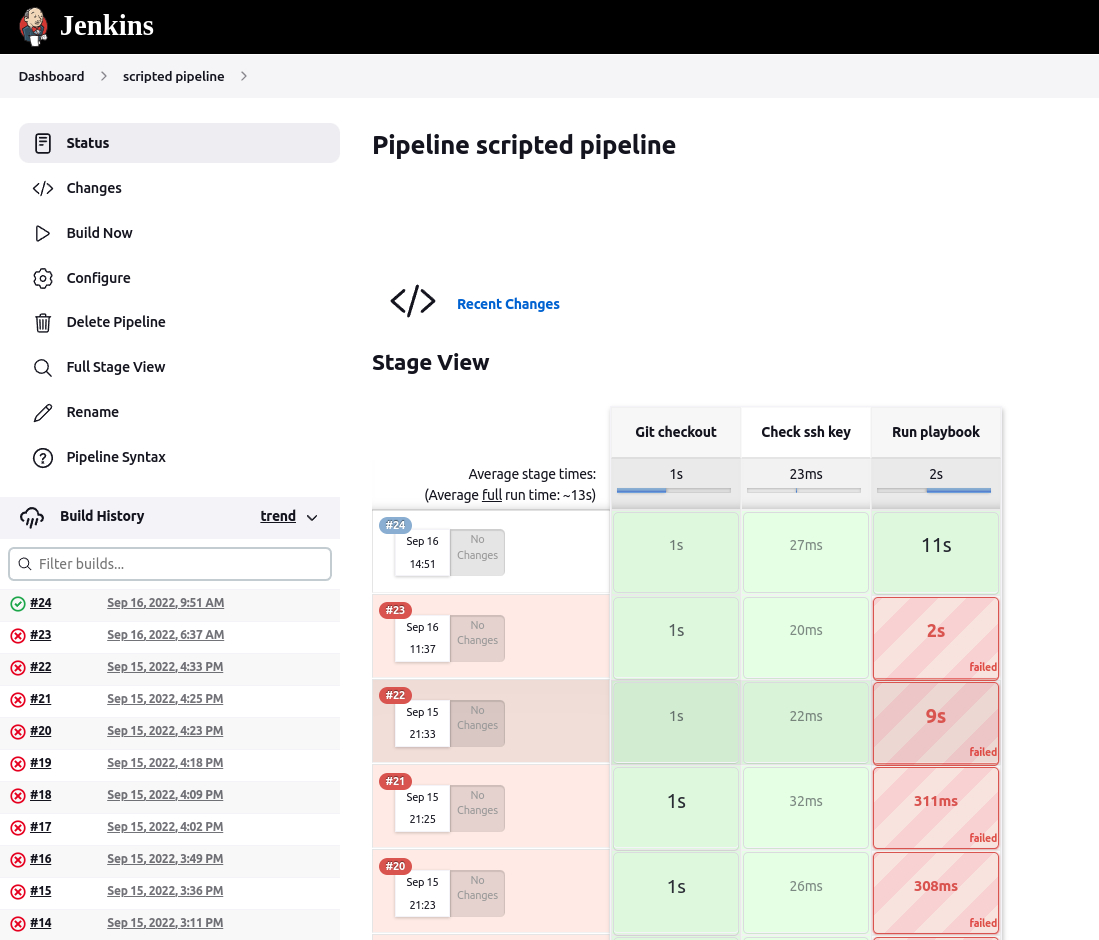 Jenkins
Dashboard
scripted pipeline
Status
Changes
Build Now
Configure
Delete Pipeline
Full Stage View
Rename
Pipeline Syntax
Build History
trend
Filter builds...
#24 Sep 16, 2022, 9:51 AM
#23 Sep 16, 2022, 6:37 AM
#22 Sep 15, 2022, 4:33 PM
#21 Sep 15, 2022, 4:25 PM
#20 Sep 15, 2022, 4:23 PM
#19 Sep 15, 2022, 4:18 PM
#18 Sep 15, 2022, 4:09 PM
#17 Sep 15, 2022, 4:02 PM
#16 Sep 15, 2022, 3:49 PM
#15 Sep 15, 2022, 3:36 PM
#14 Sep 15, 2022, 3:11 PM
Pipeline scripted pipeline
Recent Changes
Stage View
Git checkout
Check ssh key
Run playbook
Average stage times:
(Average full run time: ~13s)
1s
23ms
2s
#24
Sep 16
14:51
No
Changes
1s
27ms
11s
#23
Sep 16
11:37
No
Changes
1s
20ms
2s
failed
#22
Sep 15
21:33
No
Changes
1s
22ms
9s
failed
#21
Sep 15
21:25
No
Changes
1s
32ms
311ms
failed
#20
Sep 15
21:23
No
Changes
1s
26ms
308ms
failed